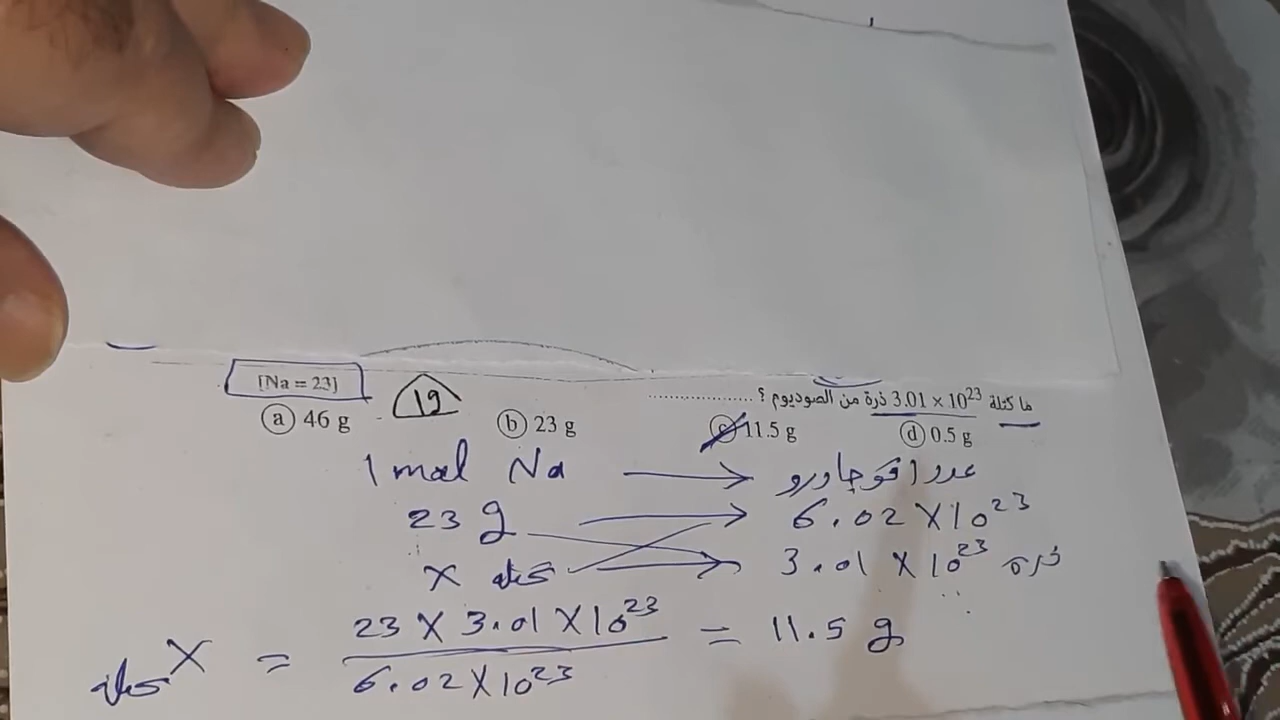 ما كتلة 3.01 × 10²³ ذرة من الصوديوم ؟ ....................
[Na = 23]
19
(a) 46 g (b) 23 g (c) 11.5 g (d) 0.5 g
1 mol Na → عدد افوجادرو
23 g → 6.02 X 10²³
X كتلة → 3.01 X 10²³ ذرة
كتلة X = 23 X 3.01 X 10²³ / 6.02 X 10²³ = 11.5 g